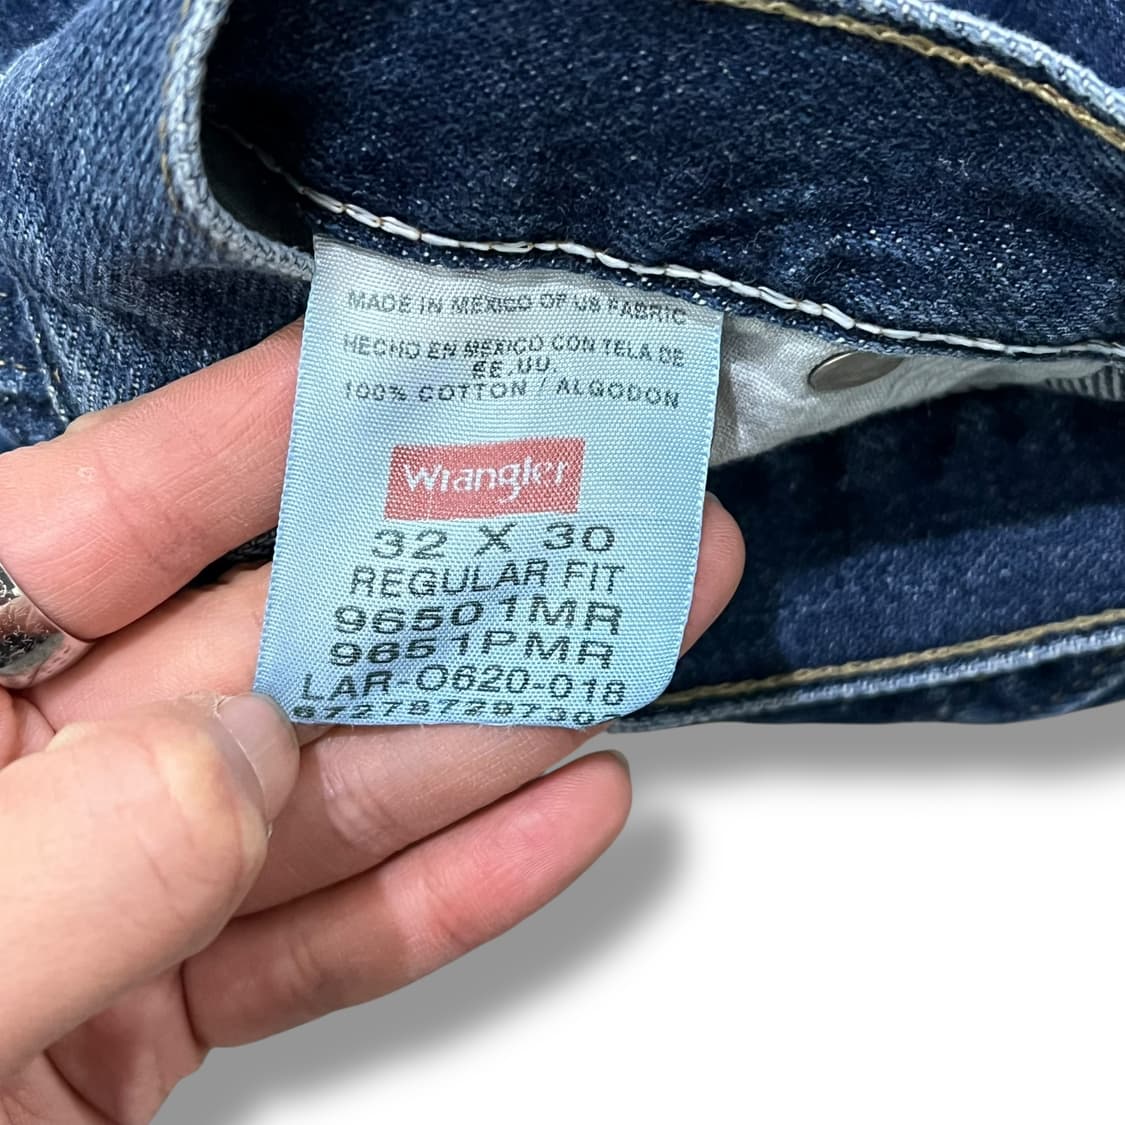 MADE IN MEXICO OF US FABRIC
HECHO EN MEXICO CON TELA DE
EE.UU.
100% COTTON / ALGODON
Wrangler
32 X 30
REGULAR FIT
96501MR
9651PMR
LAR-O620-018